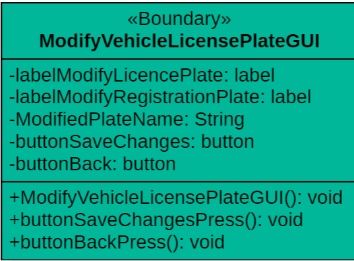 «Boundary»
ModifyVehicleLicensePlateGUI
-labelModifyLicencePlate: label
-labelModifyRegistrationPlate: label
-ModifiedPlateName: String
-buttonSaveChanges: button
-buttonBack: button
+ModifyVehicleLicensePlateGUI(): void
+buttonSaveChangesPress(): void
+buttonBackPress(): void